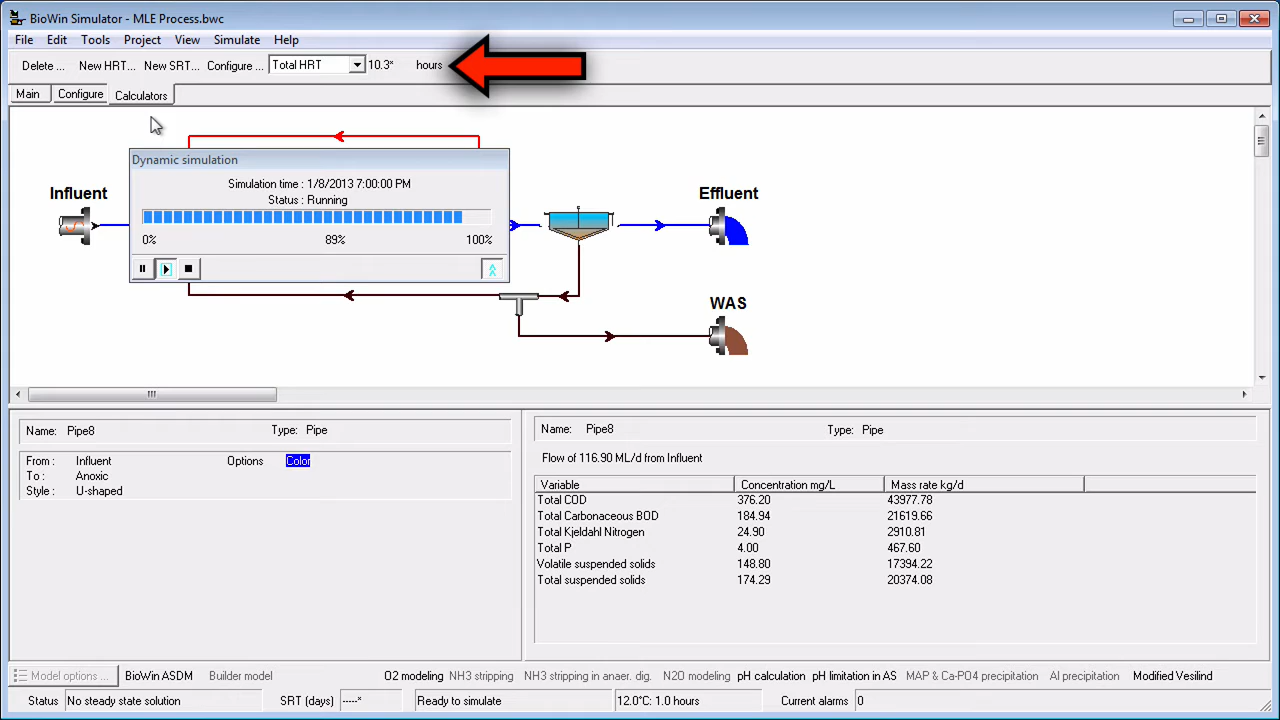 BioWin Simulator - MLE Process.bwc
File Edit Tools Project View Simulate Help
Delete ... New HRT... New SRT... Configure ... Total HRT 10.3* hours
Main Configure Calculators
Dynamic simulation
Simulation time : 1/8/2013 7:00:00 PM
Status : Running
0% 89% 100%
Influent
Effluent
WAS
Name: Pipe8 Type: Pipe
From : Influent Options Color
To : Anoxic
Style : U-shaped
Name: Pipe8 Type: Pipe
Flow of 116.90 ML/d from Influent
Variable Concentration mg/L Mass rate kg/d
Total COD 376.20 43977.78
Total Carbonaceous BOD 184.94 21619.66
Total Kjeldahl Nitrogen 24.90 2910.81
Total P 4.00 467.60
Volatile suspended solids 148.80 17394.22
Total suspended solids 174.29 20374.08
Model options ... BioWin ASDM Builder model O2 modeling NH3 stripping NH3 stripping in anaer. dig. N2O modeling pH calculation pH limitation in AS MAP & Ca-PO4 precipitation Al precipitation Modified Vesilind
Status No steady state solution SRT (days) -----* Ready to simulate 12.0°C: 1.0 hours Current alarms 0